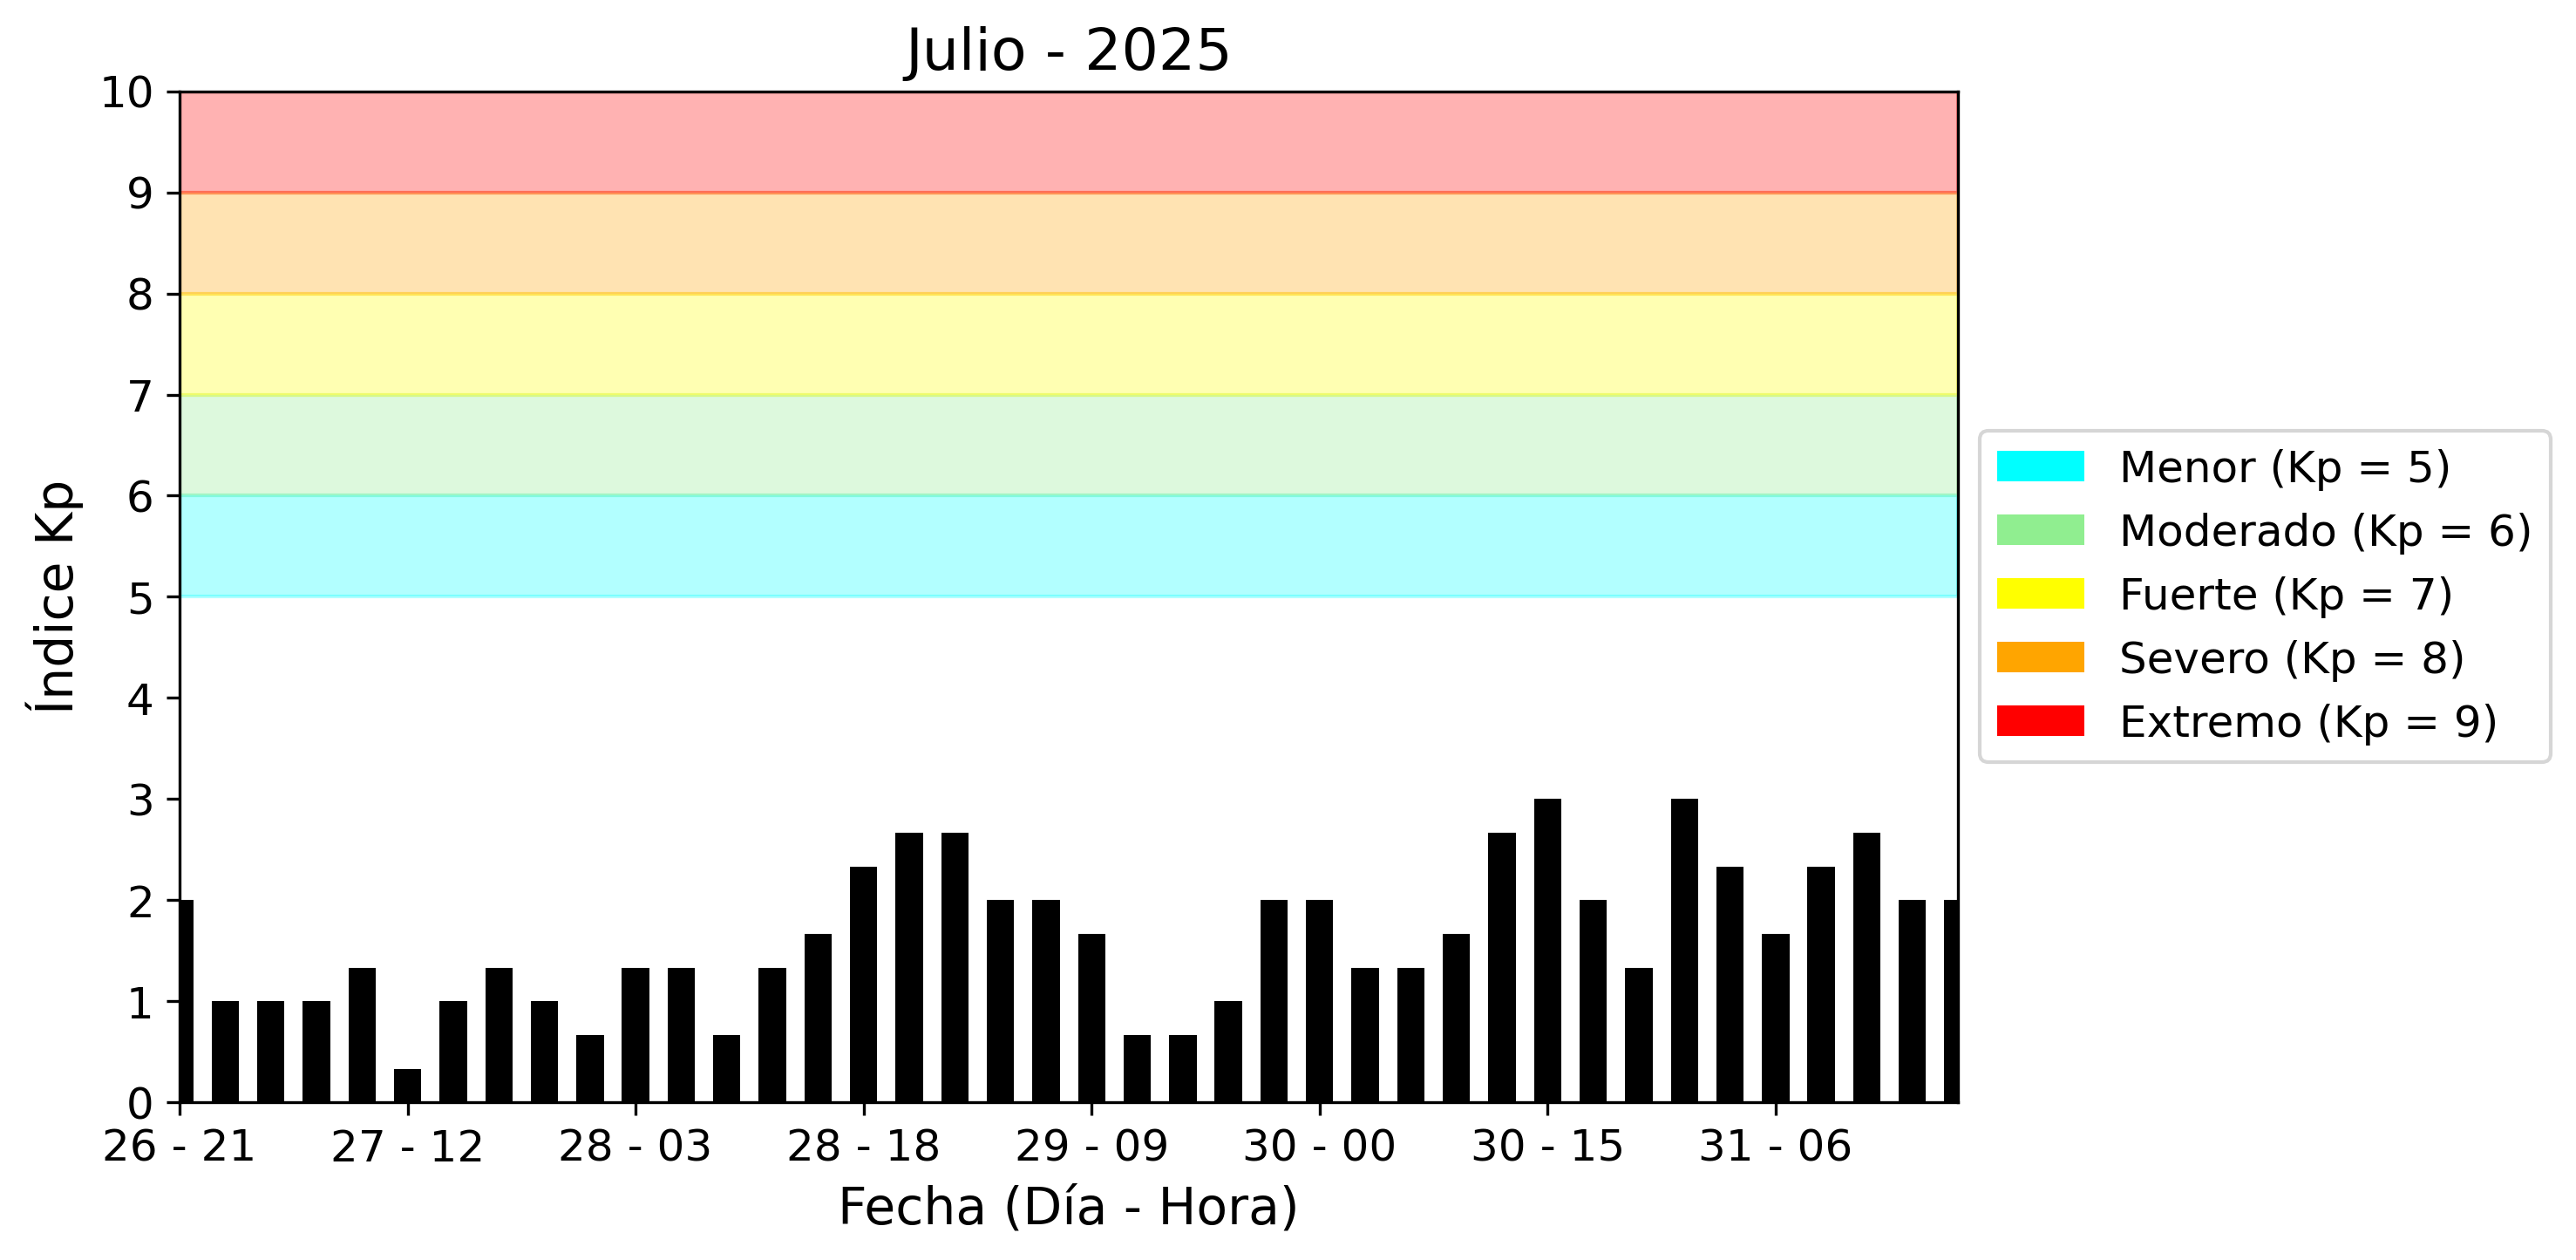 Julio - 2025
10
9
8
7
6
5
4
3
2
1
0
Índice Kp
26 - 21 27 - 12 28 - 03 28 - 18 29 - 09 30 - 00 30 - 15 31 - 06
Fecha (Día - Hora)
Menor (Kp = 5)
Moderado (Kp = 6)
Fuerte (Kp = 7)
Severo (Kp = 8)
Extremo (Kp = 9)